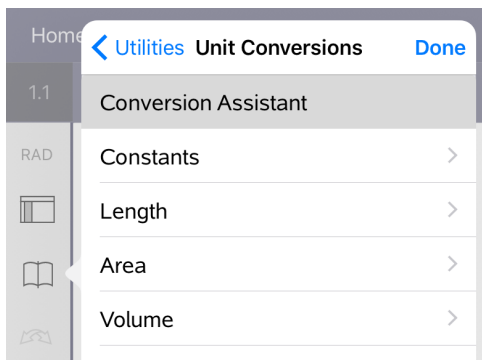 Home
Utilities Unit Conversions Done
1.1
Conversion Assistant
RAD
Constants
Length
Area
Volume